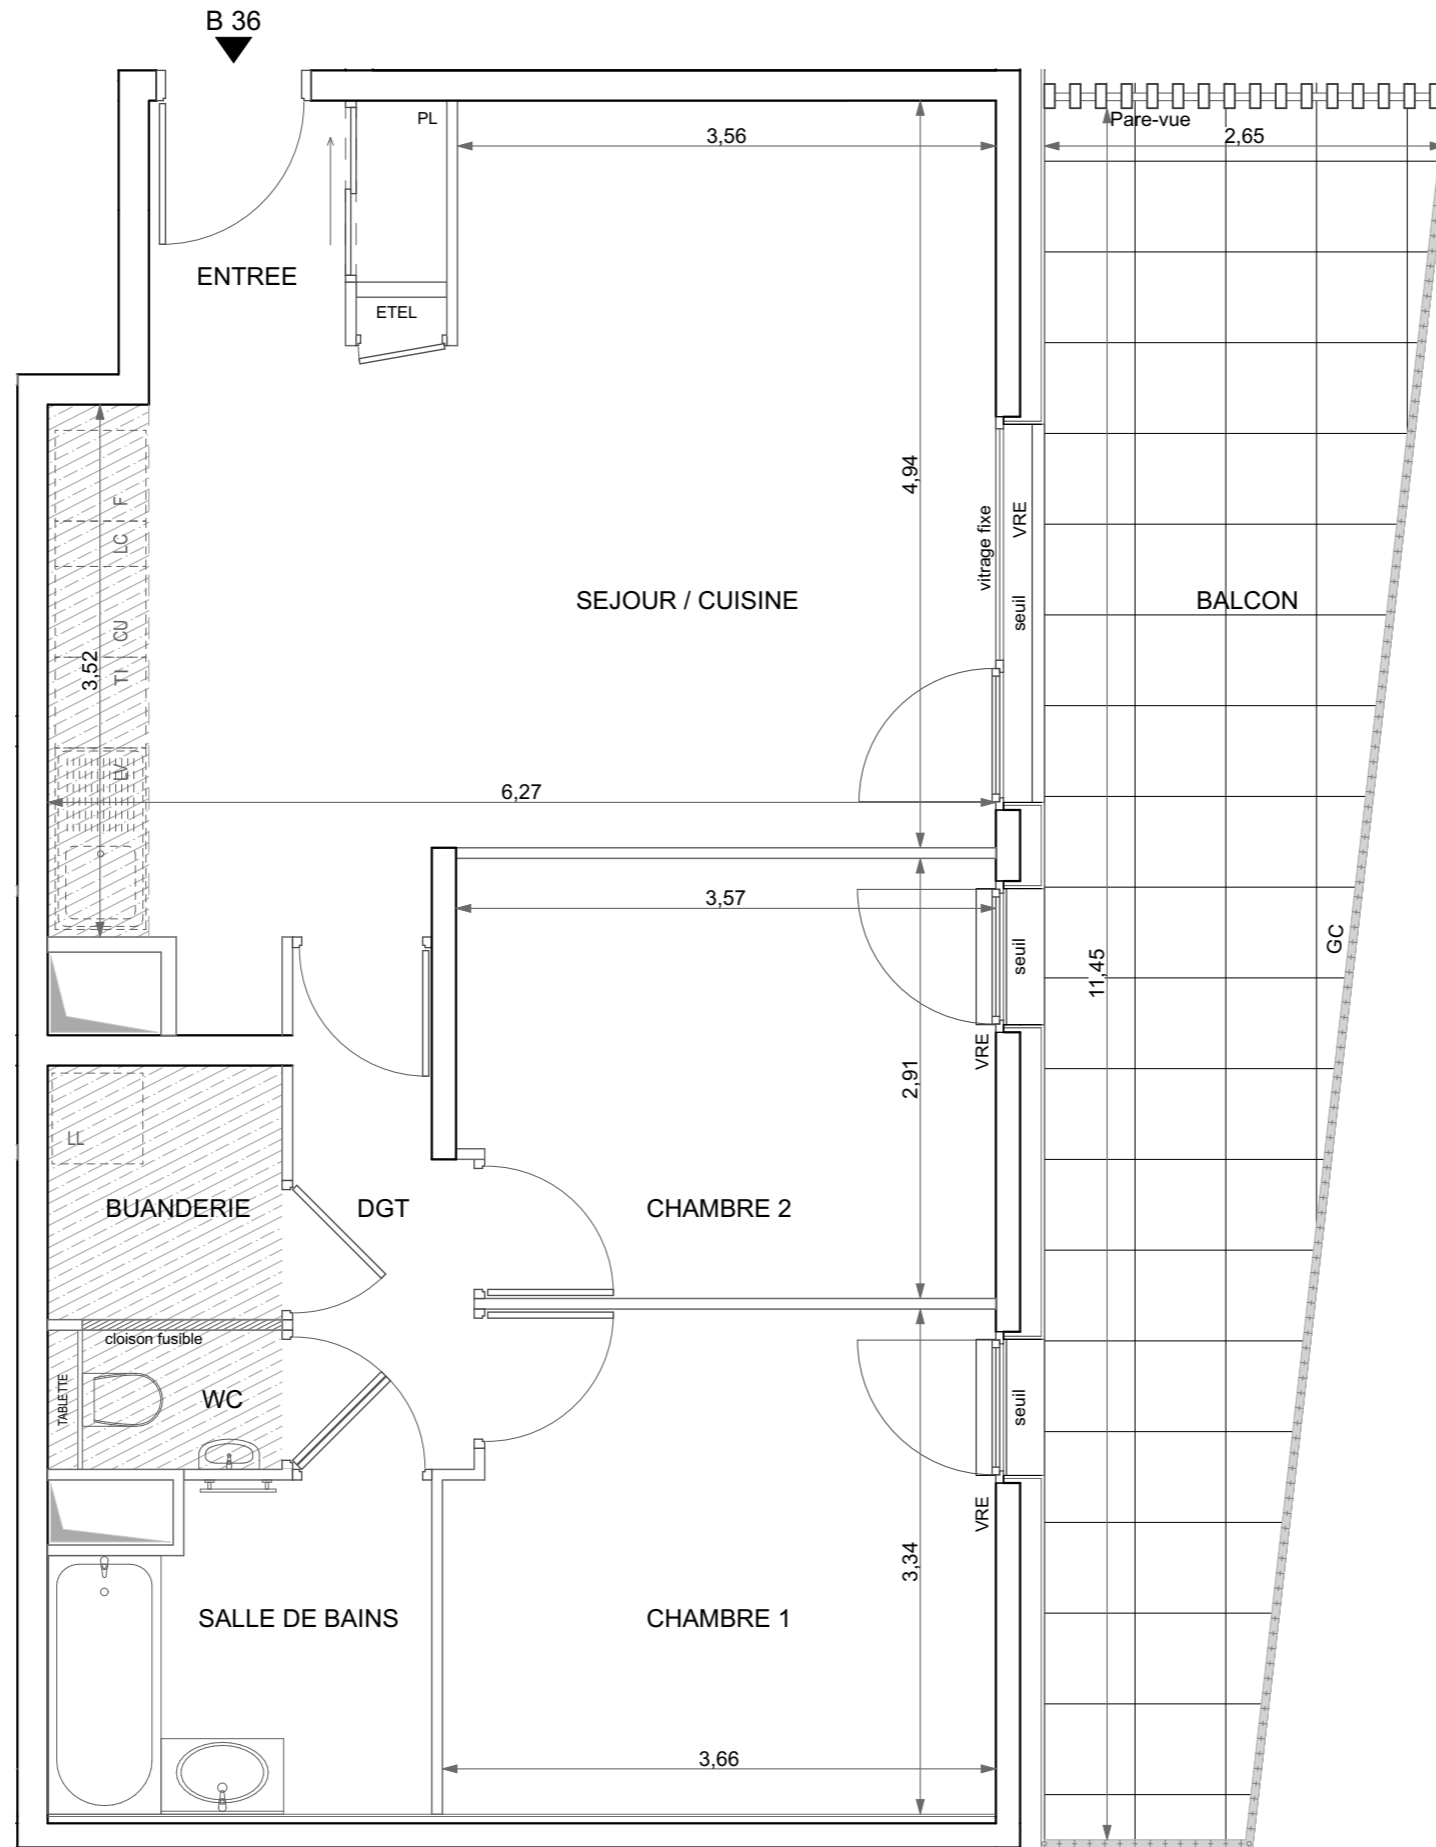 B 36
PL
3,56
Pare-vue
2,65
ENTREE
ETEL
4,94
F
LC
CU
TI
LV
3,52
vitrage fixe
VRE
seuil
SEJOUR / CUISINE
BALCON
6,27
3,57
seuil
GC
11,45
VRE
2,91
LL
BUANDERIE
DGT
CHAMBRE 2
cloison fusible
TABLETTE
WC
seuil
VRE
3,34
SALLE DE BAINS
CHAMBRE 1
3,66